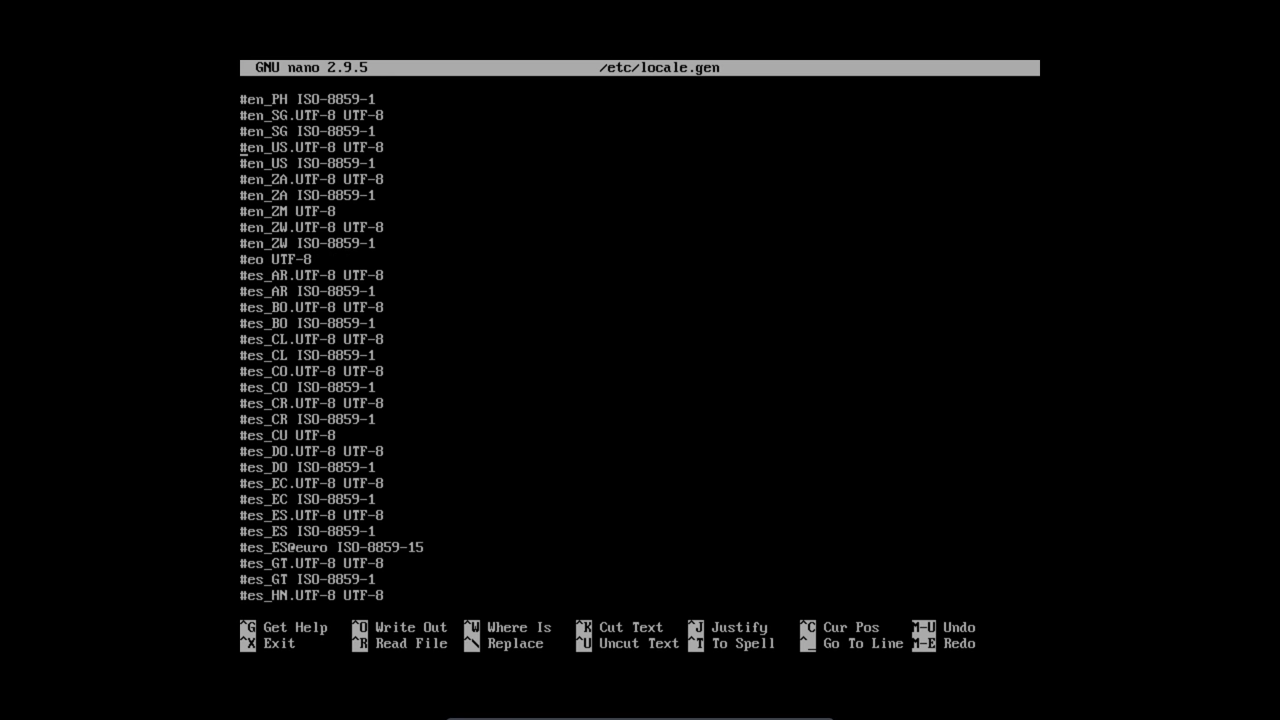 GNU nano 2.9.5 /etc/locale.gen
#en_PH ISO-8859-1
#en_SG.UTF-8 UTF-8
#en_SG ISO-8859-1
#en_US.UTF-8 UTF-8
#en_US ISO-8859-1
#en_ZA.UTF-8 UTF-8
#en_ZA ISO-8859-1
#en_ZM UTF-8
#en_ZW.UTF-8 UTF-8
#en_ZW ISO-8859-1
#eo UTF-8
#es_AR.UTF-8 UTF-8
#es_AR ISO-8859-1
#es_BO.UTF-8 UTF-8
#es_BO ISO-8859-1
#es_CL.UTF-8 UTF-8
#es_CL ISO-8859-1
#es_CO.UTF-8 UTF-8
#es_CO ISO-8859-1
#es_CR.UTF-8 UTF-8
#es_CR ISO-8859-1
#es_CU UTF-8
#es_DO.UTF-8 UTF-8
#es_DO ISO-8859-1
#es_EC.UTF-8 UTF-8
#es_EC ISO-8859-1
#es_ES.UTF-8 UTF-8
#es_ES ISO-8859-1
#es_ES@euro ISO-8859-15
#es_GT.UTF-8 UTF-8
#es_GT ISO-8859-1
#es_HN.UTF-8 UTF-8
^G Get Help ^O Write Out ^W Where Is ^K Cut Text ^J Justify ^C Cur Pos M-U Undo
^X Exit ^R Read File ^\ Replace ^U Uncut Text ^T To Spell ^_ Go To Line M-E Redo